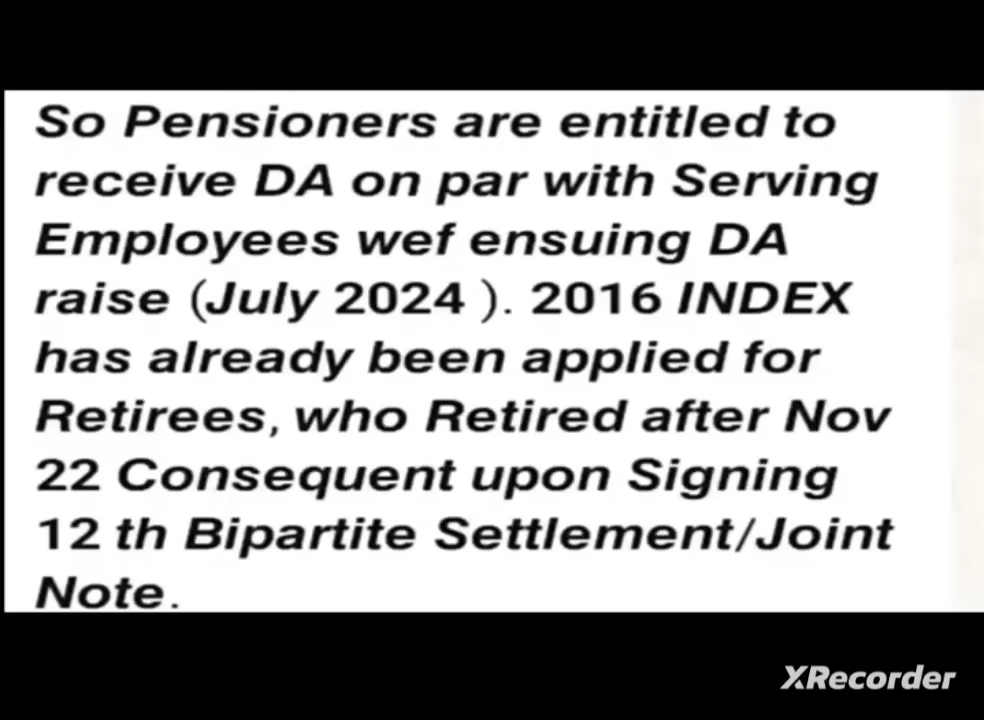 So Pensioners are entitled to
receive DA on par with Serving
Employees wef ensuing DA
raise (July 2024 ). 2016 INDEX
has already been applied for
Retirees, who Retired after Nov
22 Consequent upon Signing
12 th Bipartite Settlement/Joint
Note.
XRecorder